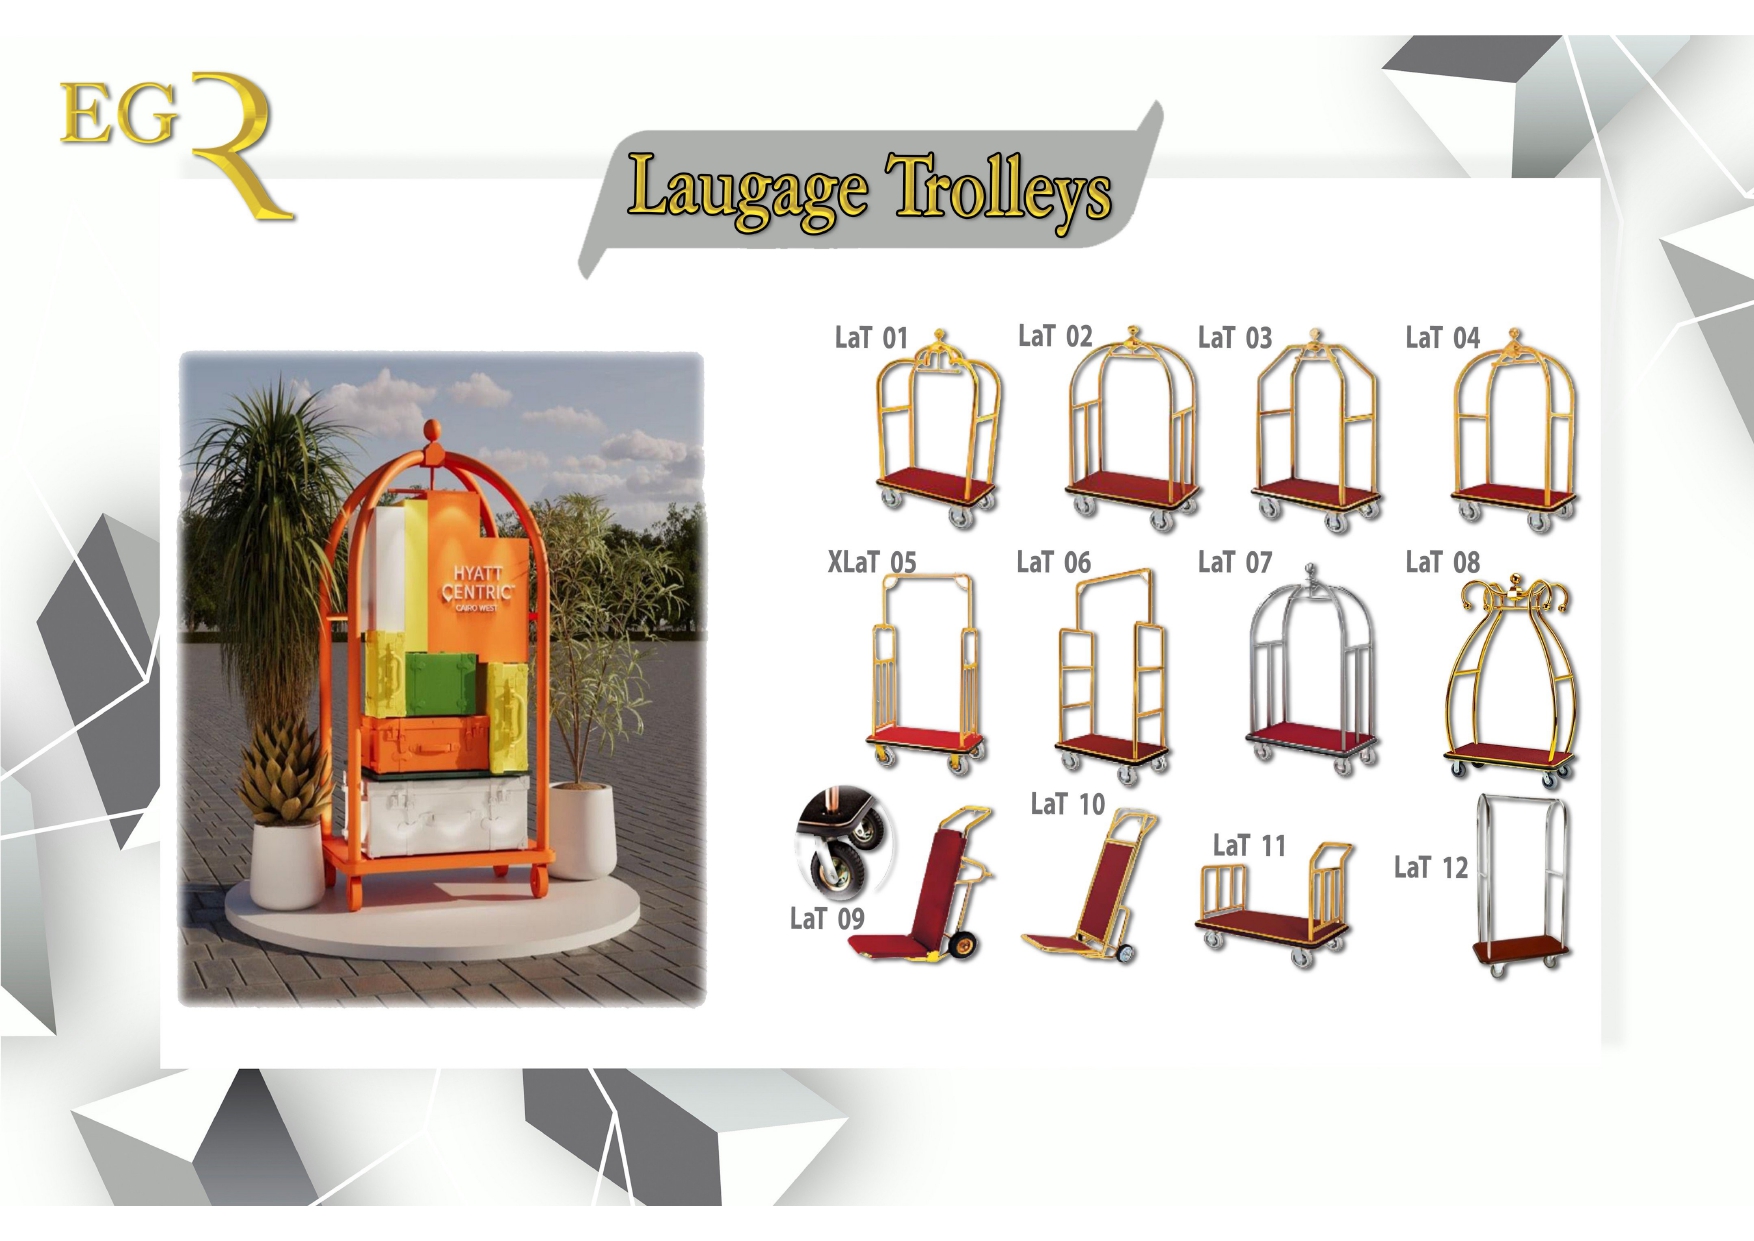 EGR
Laugage Trolleys
HYATT
CENTRIC
CAIRO WEST
LaT 01
LaT 02
LaT 03
LaT 04
XLaT 05
LaT 06
LaT 07
LaT 08
LaT 09
LaT 10
LaT 11
LaT 12